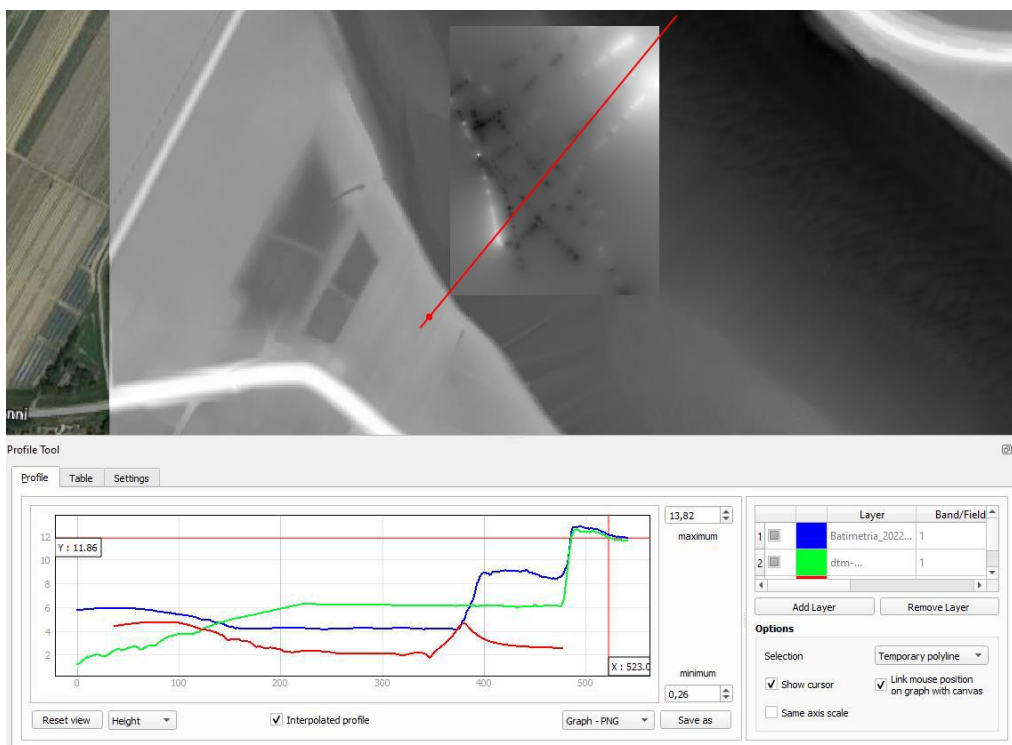 nni
Profile Tool
Profile Table Settings
12
10
8
6
4
2
0 100 200 300 400 500
Y : 11.86
X : 523.0
13,82
maximum
minimum
0,26
Reset view Height Interpolated profile Graph - PNG Save as
Layer Band/Field
1 Batimetria_2022... 1
2 dtm-... 1
Add Layer Remove Layer
Options
Selection Temporary polyline
Show cursor
Link mouse position
on graph with canvas
Same axis scale